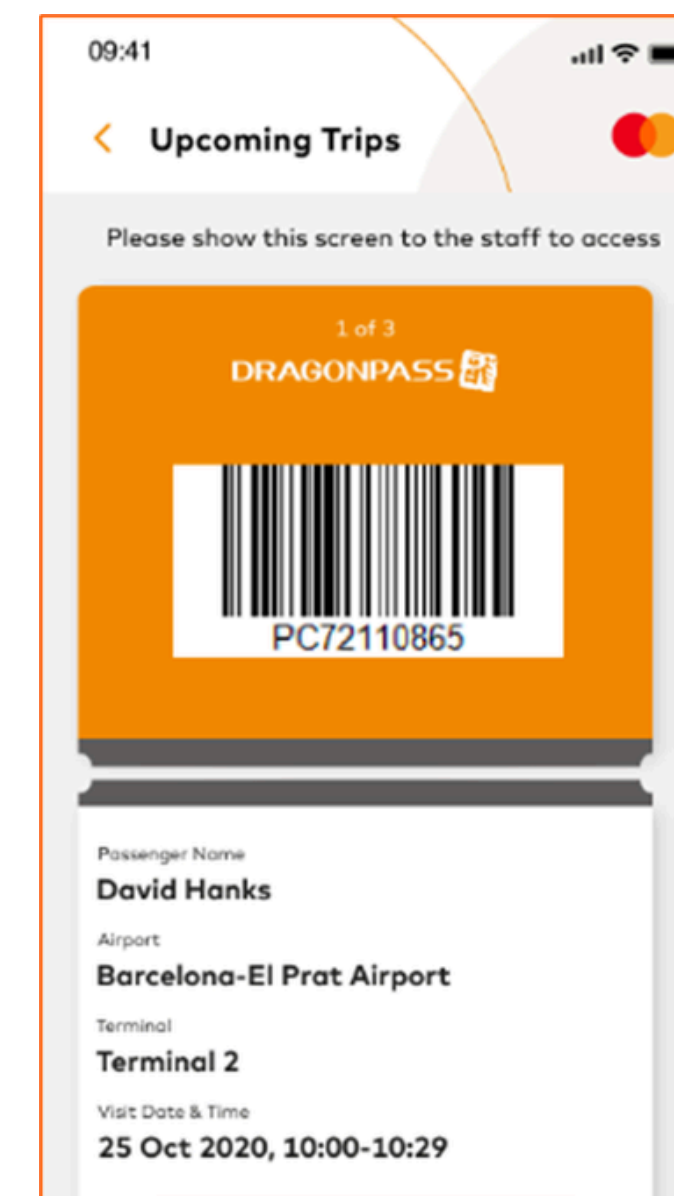 09:41
Upcoming Trips
Please show this screen to the staff to access
1 of 3
DRAGONPASS
PC72110865
Passenger Name
David Hanks
Airport
Barcelona-El Prat Airport
Terminal
Terminal 2
Visit Date & Time
25 Oct 2020, 10:00-10:29